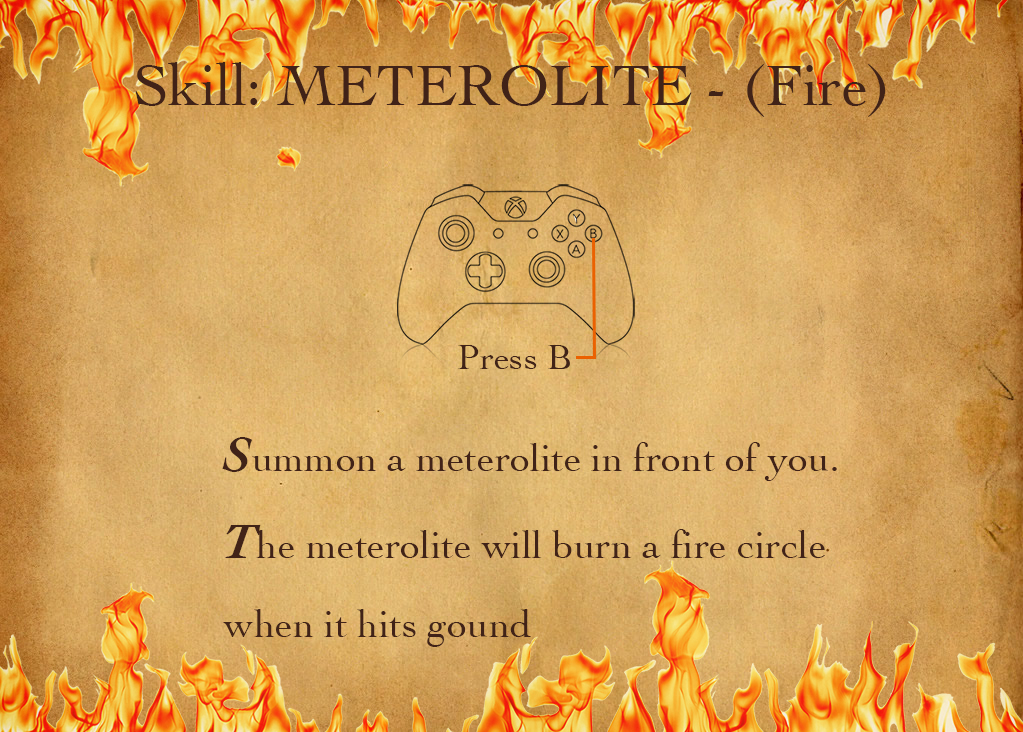 Skill: METEROLITE - (Fire)
Y
X B
A
Press B
Summon a meterolite in front of you.
The meterolite will burn a fire circle
when it hits gound